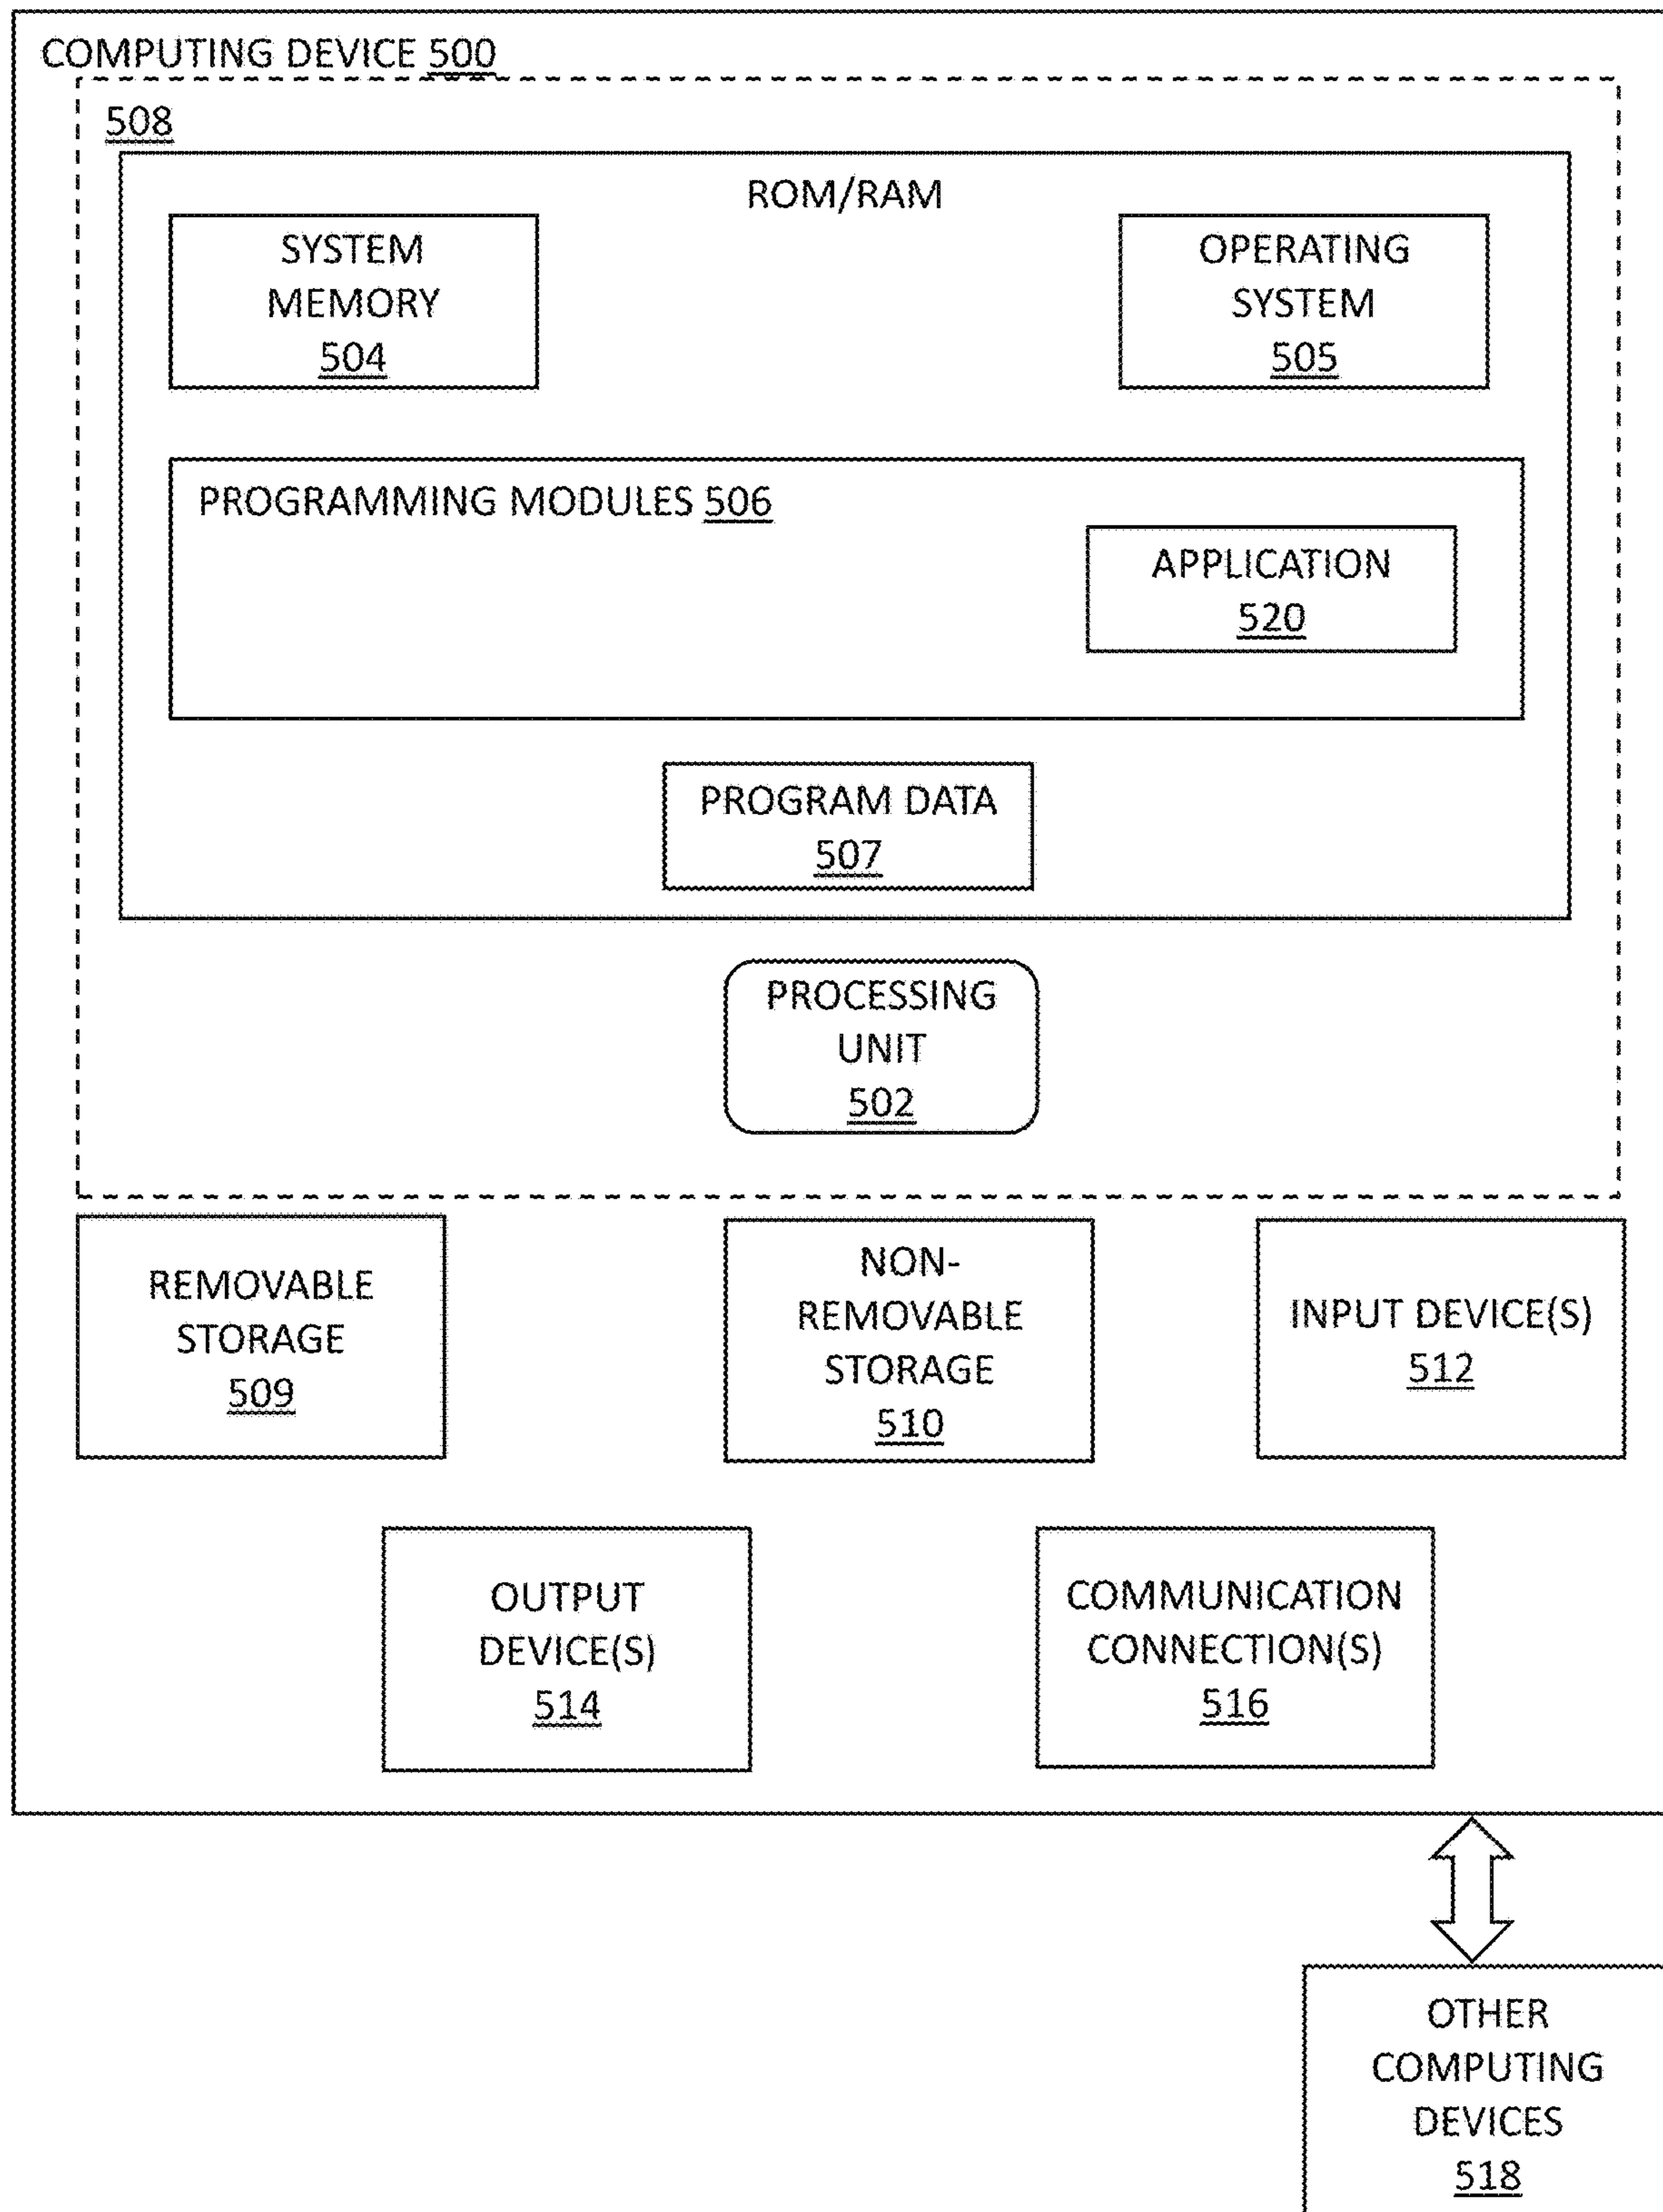 COMPUTING DEVICE 500
508
ROM/RAM
SYSTEM
MEMORY
504
OPERATING
SYSTEM
505
PROGRAMMING MODULES 506
APPLICATION
520
PROGRAM DATA
507
PROCESSING
UNIT
502
REMOVABLE
STORAGE
509
NON-
REMOVABLE
STORAGE
510
INPUT DEVICE(S)
512
OUTPUT
DEVICE(S)
514
COMMUNICATION
CONNECTION(S)
516
OTHER
COMPUTING
DEVICES
518